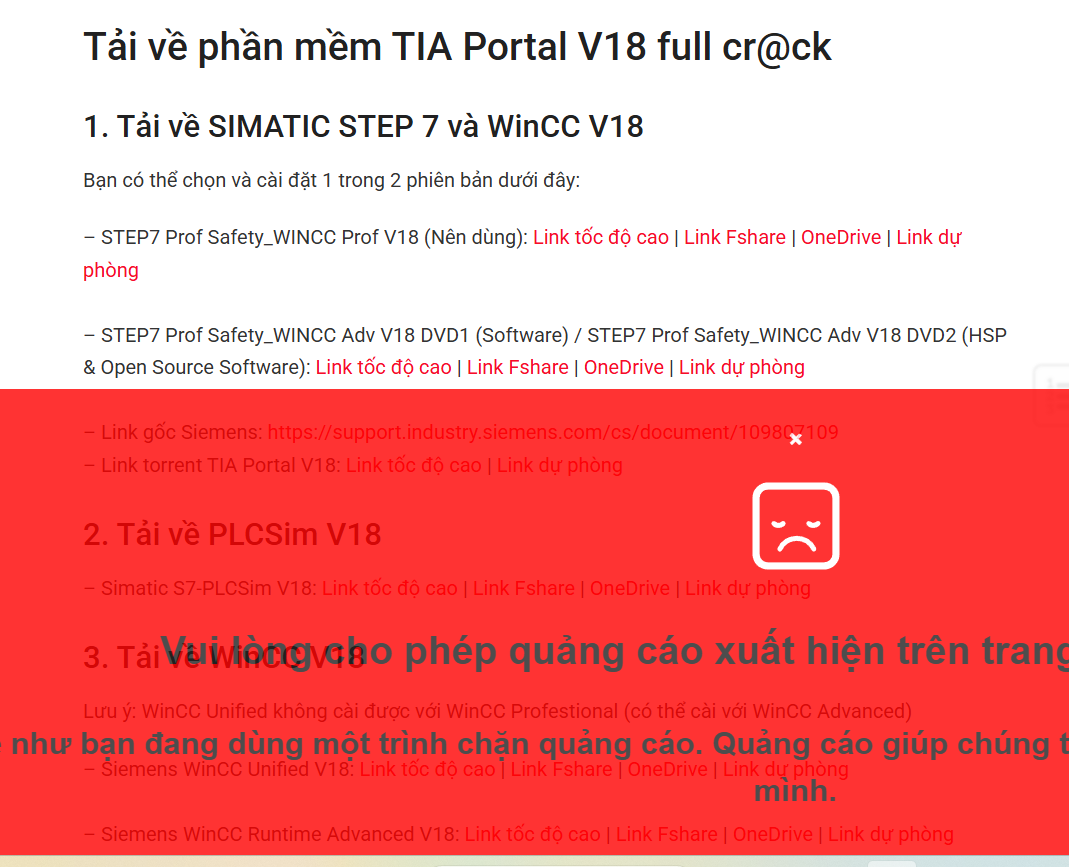 Tải về phần mềm TIA Portal V18 full cr@ck
1. Tải về SIMATIC STEP 7 và WinCC V18
Bạn có thể chọn và cài đặt 1 trong 2 phiên bản dưới đây:
– STEP7 Prof Safety_WINCC Prof V18 (Nên dùng): Link tốc độ cao | Link Fshare | OneDrive | Link dự
phòng
– STEP7 Prof Safety_WINCC Adv V18 DVD1 (Software) / STEP7 Prof Safety_WINCC Adv V18 DVD2 (HSP
& Open Source Software): Link tốc độ cao | Link Fshare | OneDrive | Link dự phòng
– Link gốc Siemens: https://support.industry.siemens.com/cs/document/109807109
– Link torrent TIA Portal V18: Link tốc độ cao | Link dự phòng
2. Tải về PLCSim V18
– Simatic S7-PLCSim V18: Link tốc độ cao | Link Fshare | OneDrive | Link dự phòng
3. Tải về WinCC V18
Vui lòng cho phép quảng cáo xuất hiện trên trang
Lưu ý: WinCC Unified không cài được với WinCC Profestional (có thể cài với WinCC Advanced)
như bạn đang dùng một trình chặn quảng cáo. Quảng cáo giúp chúng
– Siemens WinCC Unified V18: Link tốc độ cao | Link Fshare | OneDrive | Link dự phòng
mình.
– Siemens WinCC Runtime Advanced V18: Link tốc độ cao | Link Fshare | OneDrive | Link dự phòng